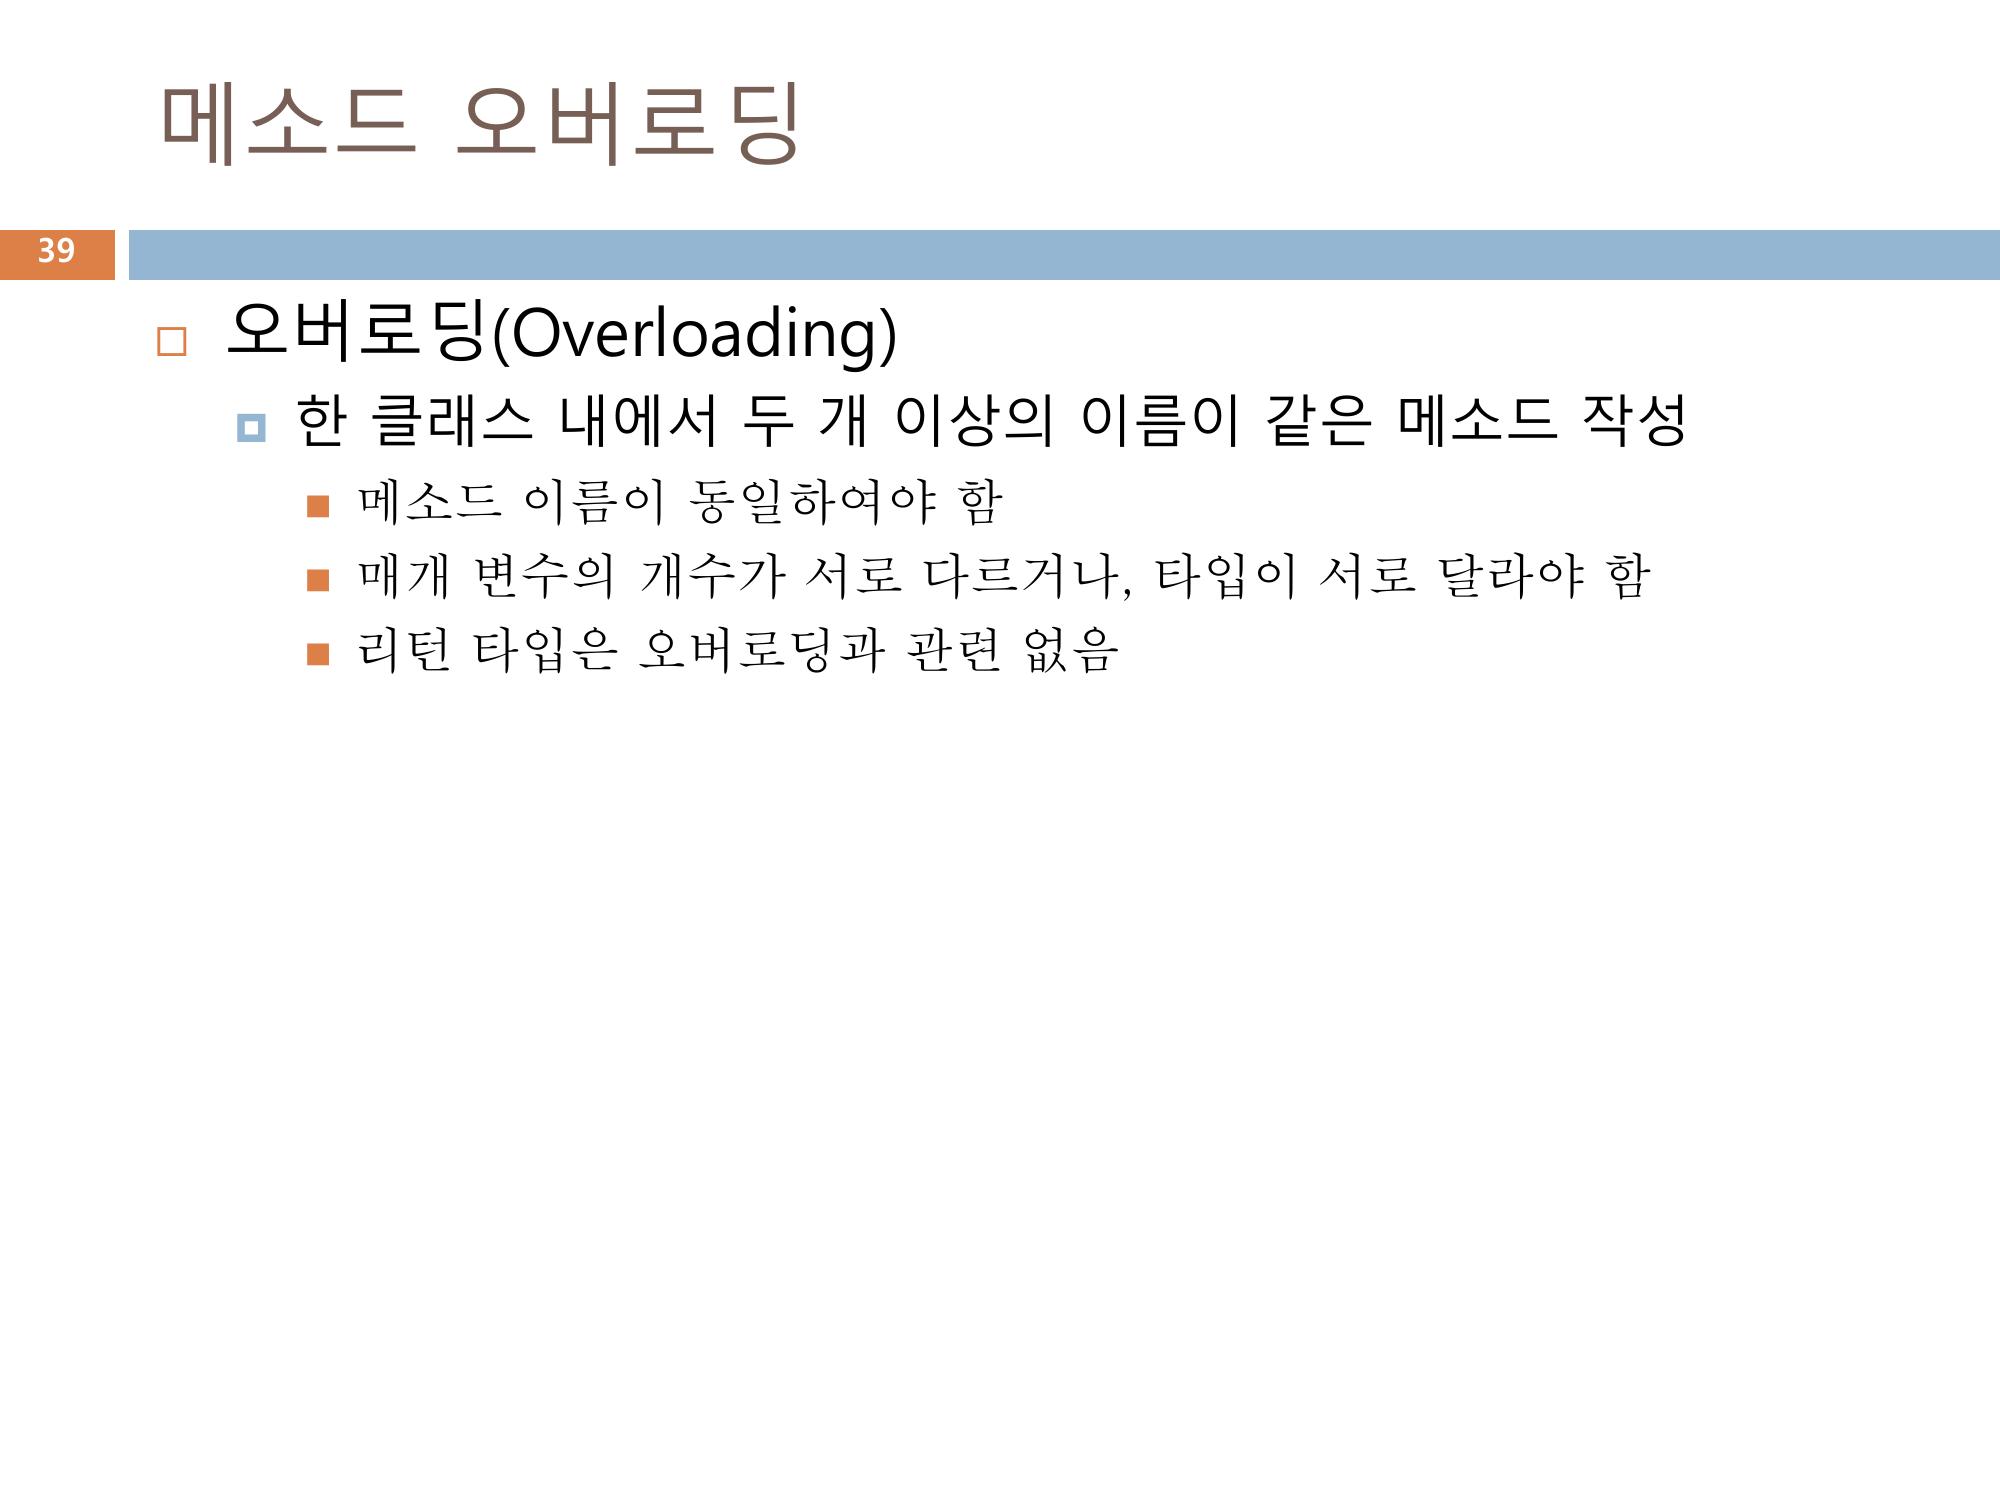 메소드 오버로딩
39
오버로딩(Overloading)
한 클래스 내에서 두 개 이상의 이름이 같은 메소드 작성
메소드 이름이 동일하여야 함
매개 변수의 개수가 서로 다르거나, 타입이 서로 달라야 함
리턴 타입은 오버로딩과 관련 없음